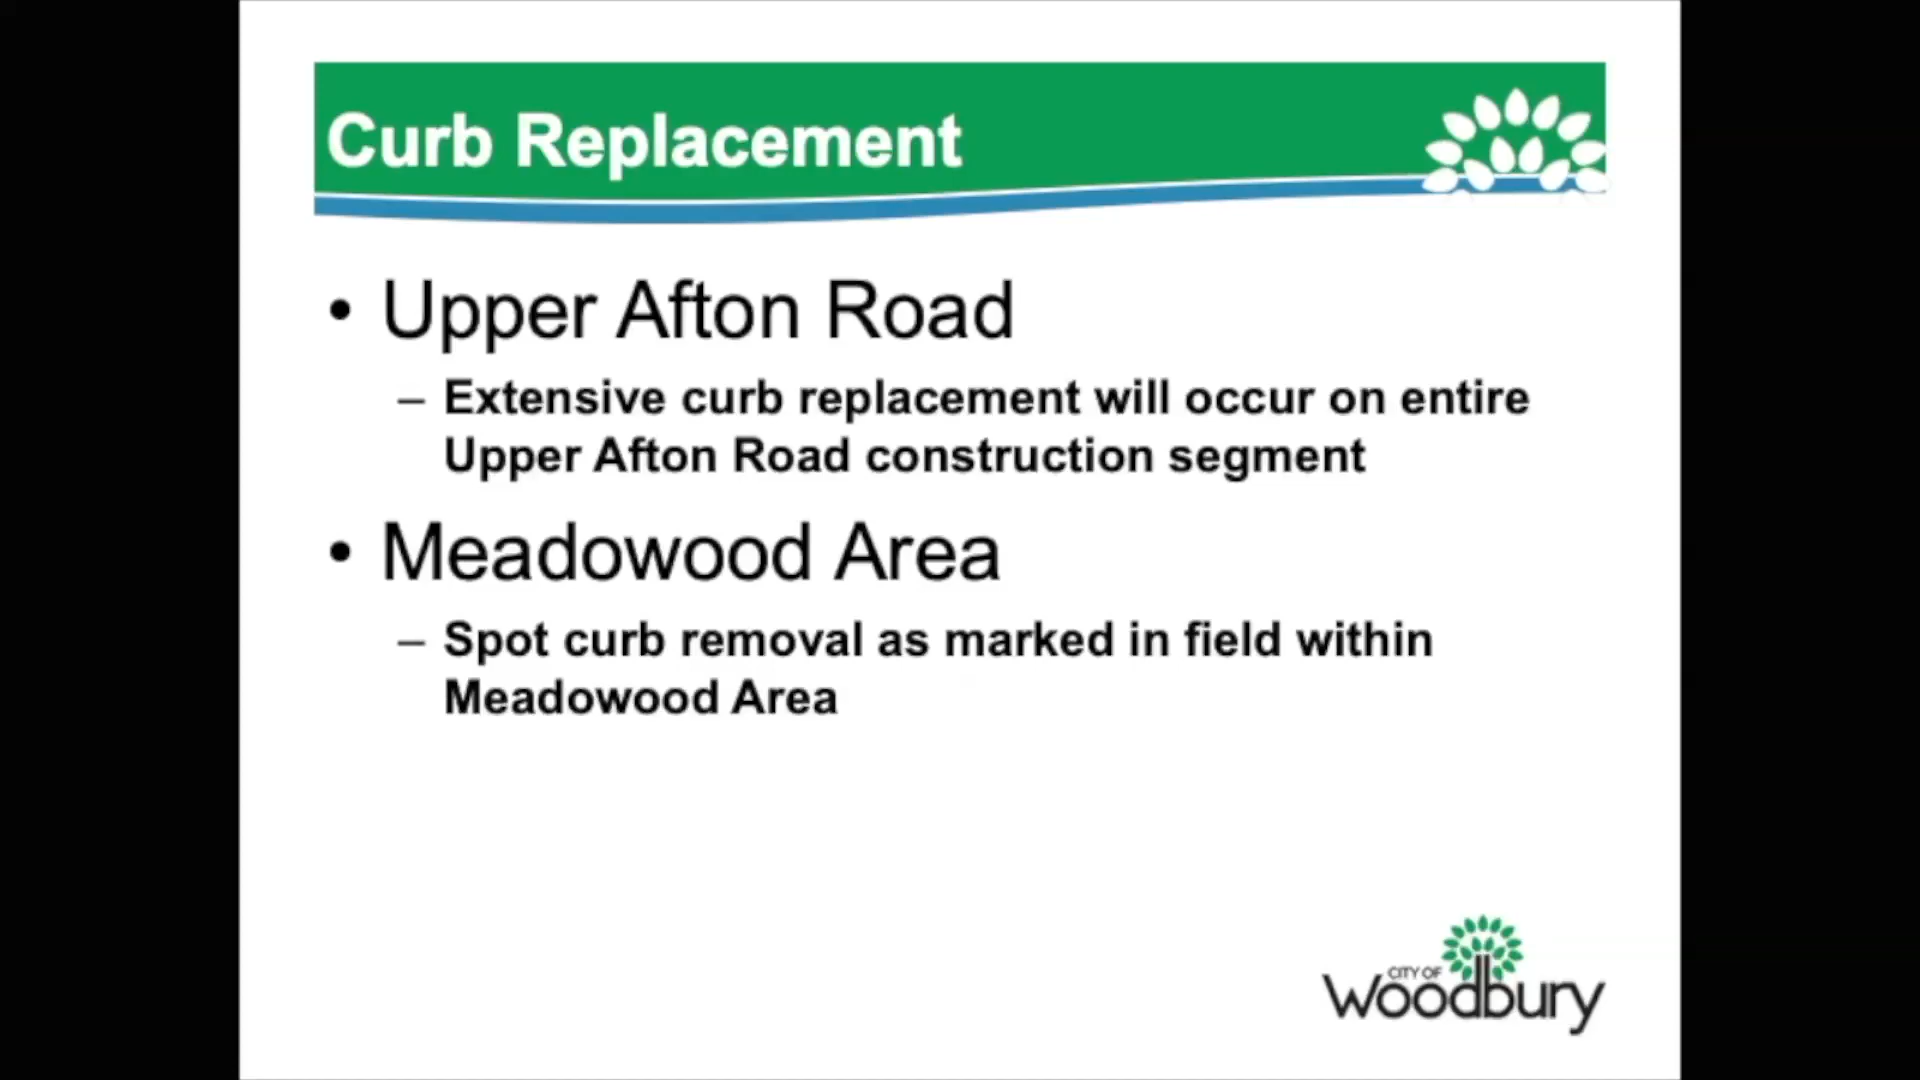 Curb Replacement
• Upper Afton Road
– Extensive curb replacement will occur on entire
Upper Afton Road construction segment
• Meadowood Area
– Spot curb removal as marked in field within
Meadowood Area
CITY OF
Woodbury